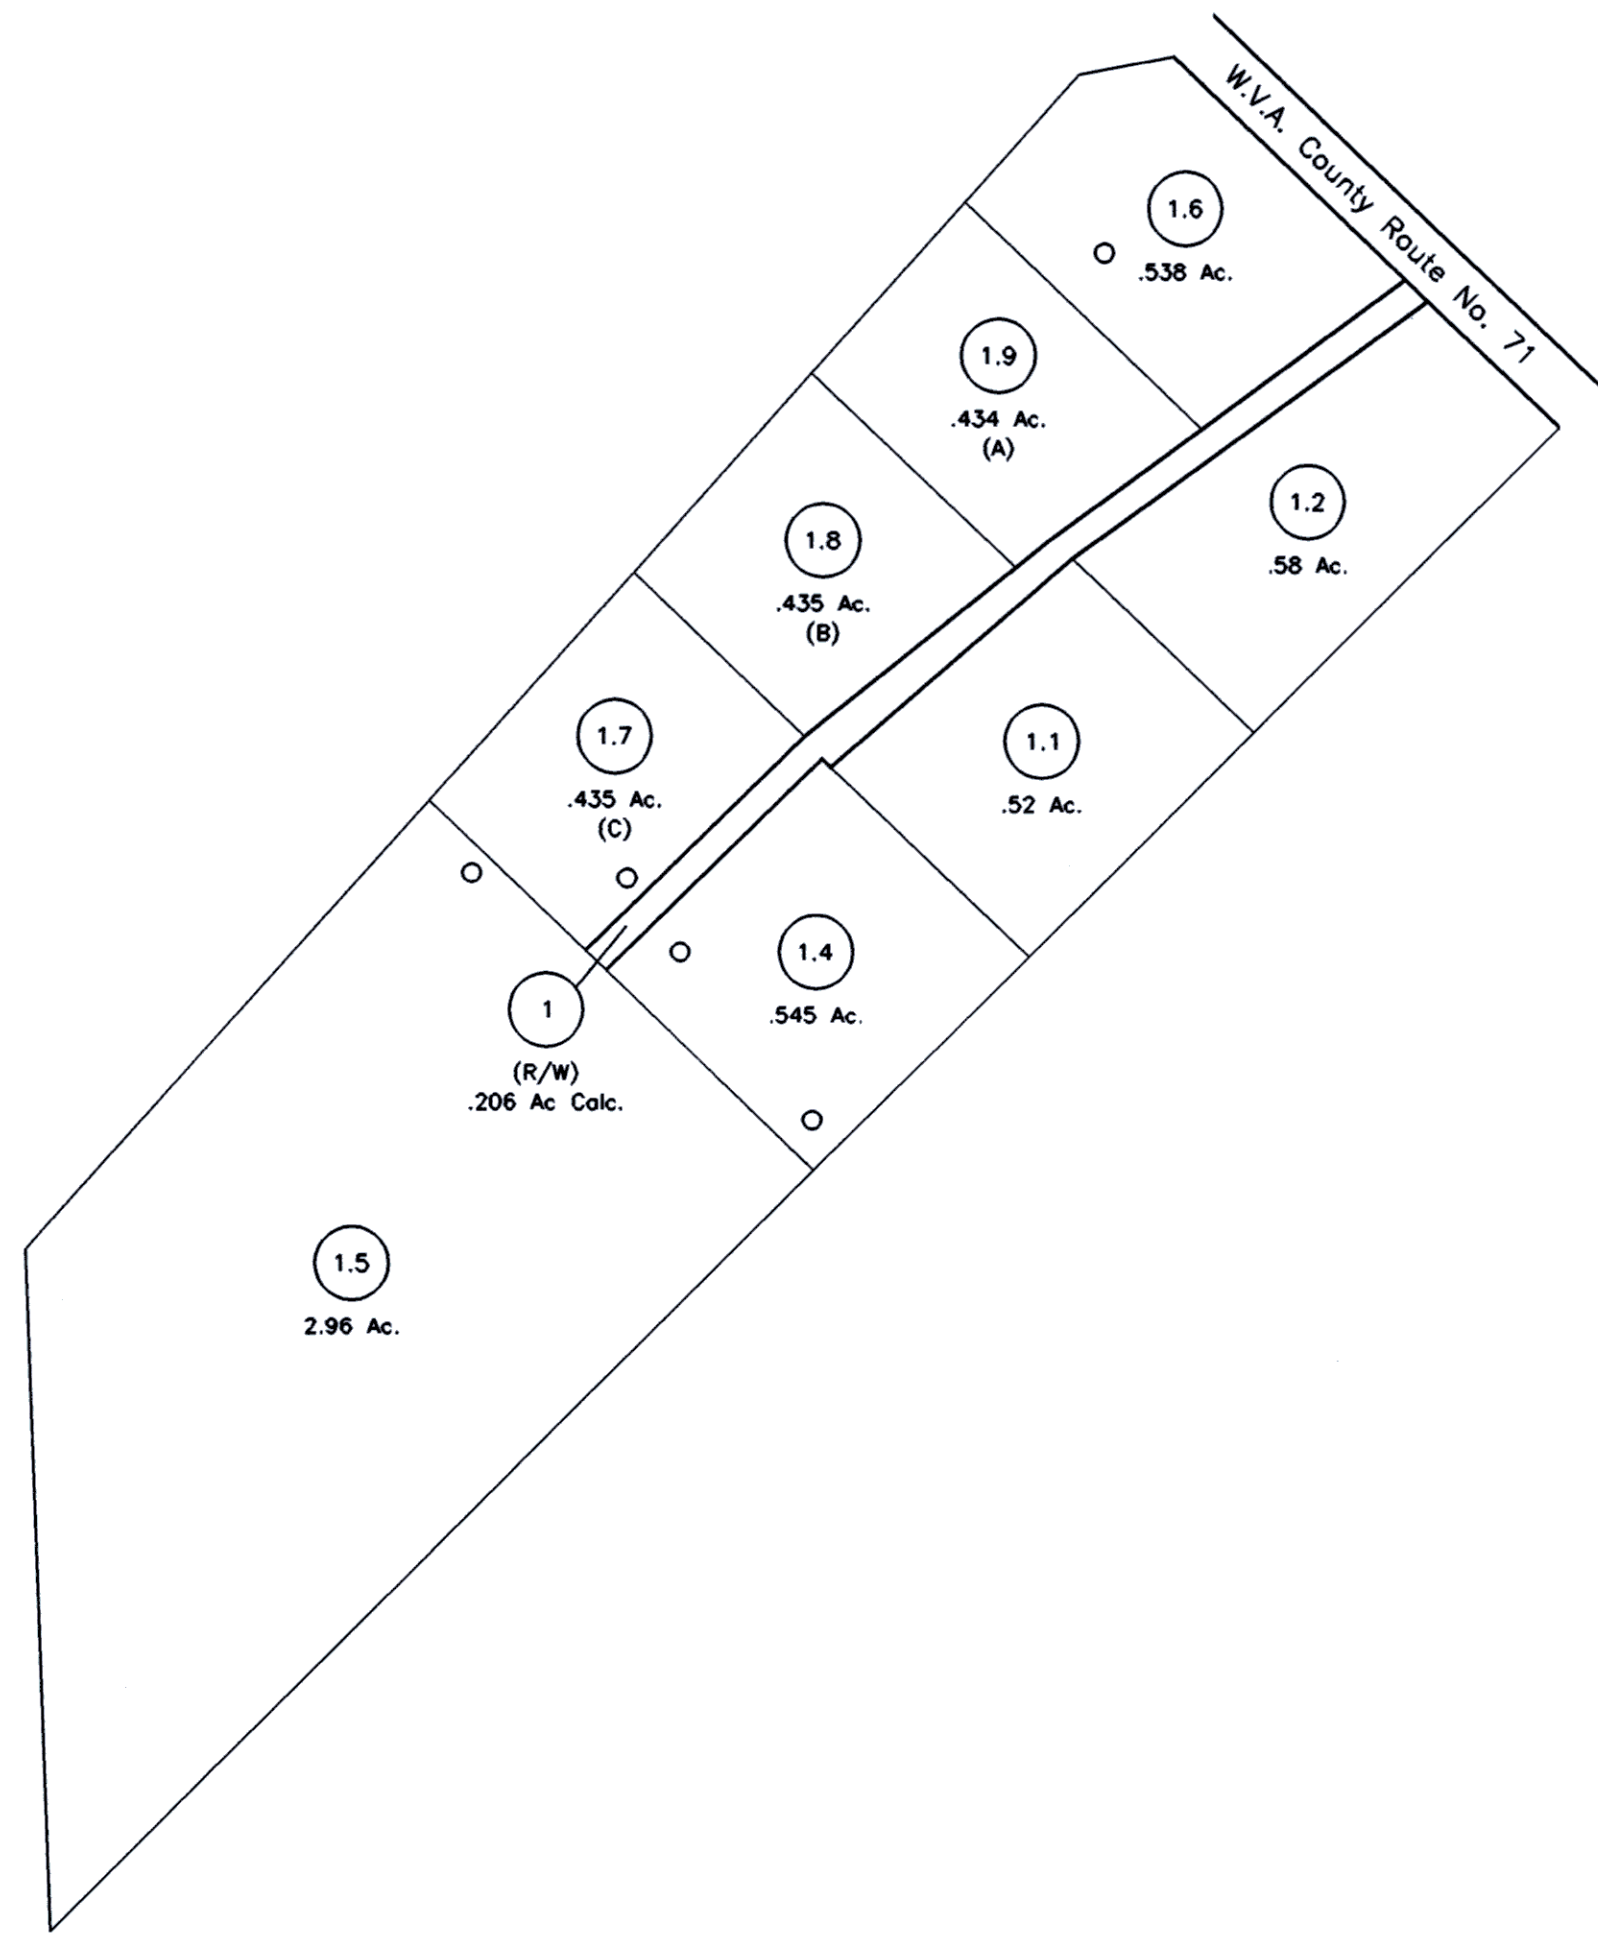 W.V.A. County Route No. 71
1.6
.538 Ac.
1.9
.434 Ac.
(A)
1.2
.58 Ac.
1.8
.435 Ac.
(B)
1.7
.435 Ac.
(C)
1.1
.52 Ac.
1.4
.545 Ac.
1
(R/W)
.206 Ac Calc.
1.5
2.96 Ac.